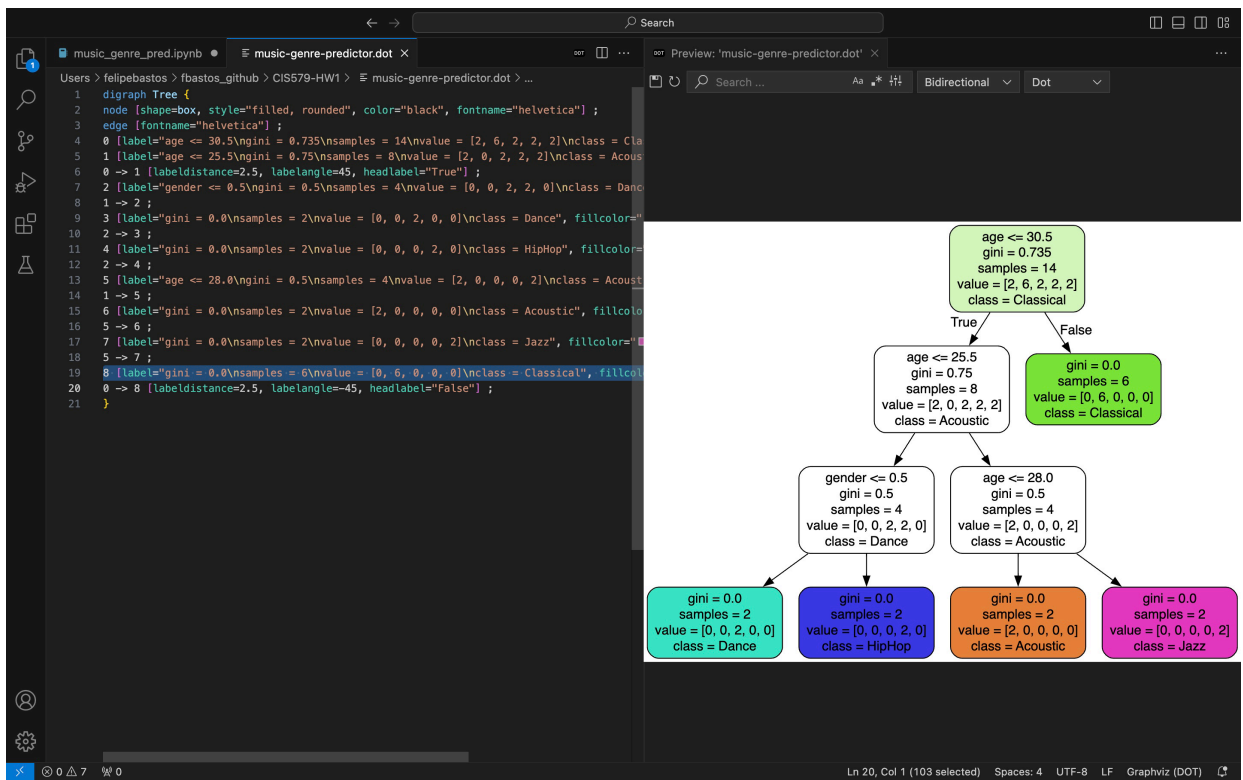 Search
music_genre_pred.ipynb
music-genre-predictor.dot
DOT
DOT Preview: 'music-genre-predictor.dot'
Users > felipebastos > fbastos_github > CIS579-HW1 > music-genre-predictor.dot > ...
Search ...
Aa
Bidirectional
Dot
1
1 digraph Tree {
2 node [shape=box, style="filled, rounded", color="black", fontname="helvetica"] ;
3 edge [fontname="helvetica"] ;
4 0 [label="age <= 30.5\ngini = 0.735\nsamples = 14\nvalue = [2, 6, 2, 2, 2]\nclass = Cla
5 1 [label="age <= 25.5\ngini = 0.75\nsamples = 8\nvalue = [2, 0, 2, 2, 2]\nclass = Acous
6 0 -> 1 [labeldistance=2.5, labelangle=45, headlabel="True"] ;
7 2 [label="gender <= 0.5\ngini = 0.5\nsamples = 4\nvalue = [0, 0, 2, 2, 0]\nclass = Danc
8 1 -> 2 ;
9 3 [label="gini = 0.0\nsamples = 2\nvalue = [0, 0, 2, 0, 0]\nclass = Dance", fillcolor="
10 2 -> 3 ;
11 4 [label="gini = 0.0\nsamples = 2\nvalue = [0, 0, 0, 2, 0]\nclass = HipHop", fillcolor=
12 2 -> 4 ;
13 5 [label="age <= 28.0\ngini = 0.5\nsamples = 4\nvalue = [2, 0, 0, 0, 2]\nclass = Acoust
14 1 -> 5 ;
15 6 [label="gini = 0.0\nsamples = 2\nvalue = [2, 0, 0, 0, 0]\nclass = Acoustic", fillcolo
16 5 -> 6 ;
17 7 [label="gini = 0.0\nsamples = 2\nvalue = [0, 0, 0, 0, 2]\nclass = Jazz", fillcolor="
18 5 -> 7 ;
19 8 [label="gini = 0.0\nsamples = 6\nvalue = [0, 6, 0, 0, 0]\nclass = Classical", fillcol
20 0 -> 8 [labeldistance=2.5, labelangle=-45, headlabel="False"] ;
21 }
age <= 30.5
gini = 0.735
samples = 14
value = [2, 6, 2, 2, 2]
class = Classical
True
False
age <= 25.5
gini = 0.75
samples = 8
value = [2, 0, 2, 2, 2]
class = Acoustic
gini = 0.0
samples = 6
value = [0, 6, 0, 0, 0]
class = Classical
gender <= 0.5
gini = 0.5
samples = 4
value = [0, 0, 2, 2, 0]
class = Dance
age <= 28.0
gini = 0.5
samples = 4
value = [2, 0, 0, 0, 2]
class = Acoustic
gini = 0.0
samples = 2
value = [0, 0, 2, 0, 0]
class = Dance
gini = 0.0
samples = 2
value = [0, 0, 0, 2, 0]
class = HipHop
gini = 0.0
samples = 2
value = [2, 0, 0, 0, 0]
class = Acoustic
gini = 0.0
samples = 2
value = [0, 0, 0, 0, 2]
class = Jazz
0 7 0 Ln 20, Col 1 (103 selected) Spaces: 4 UTF-8 LF Graphviz (DOT)